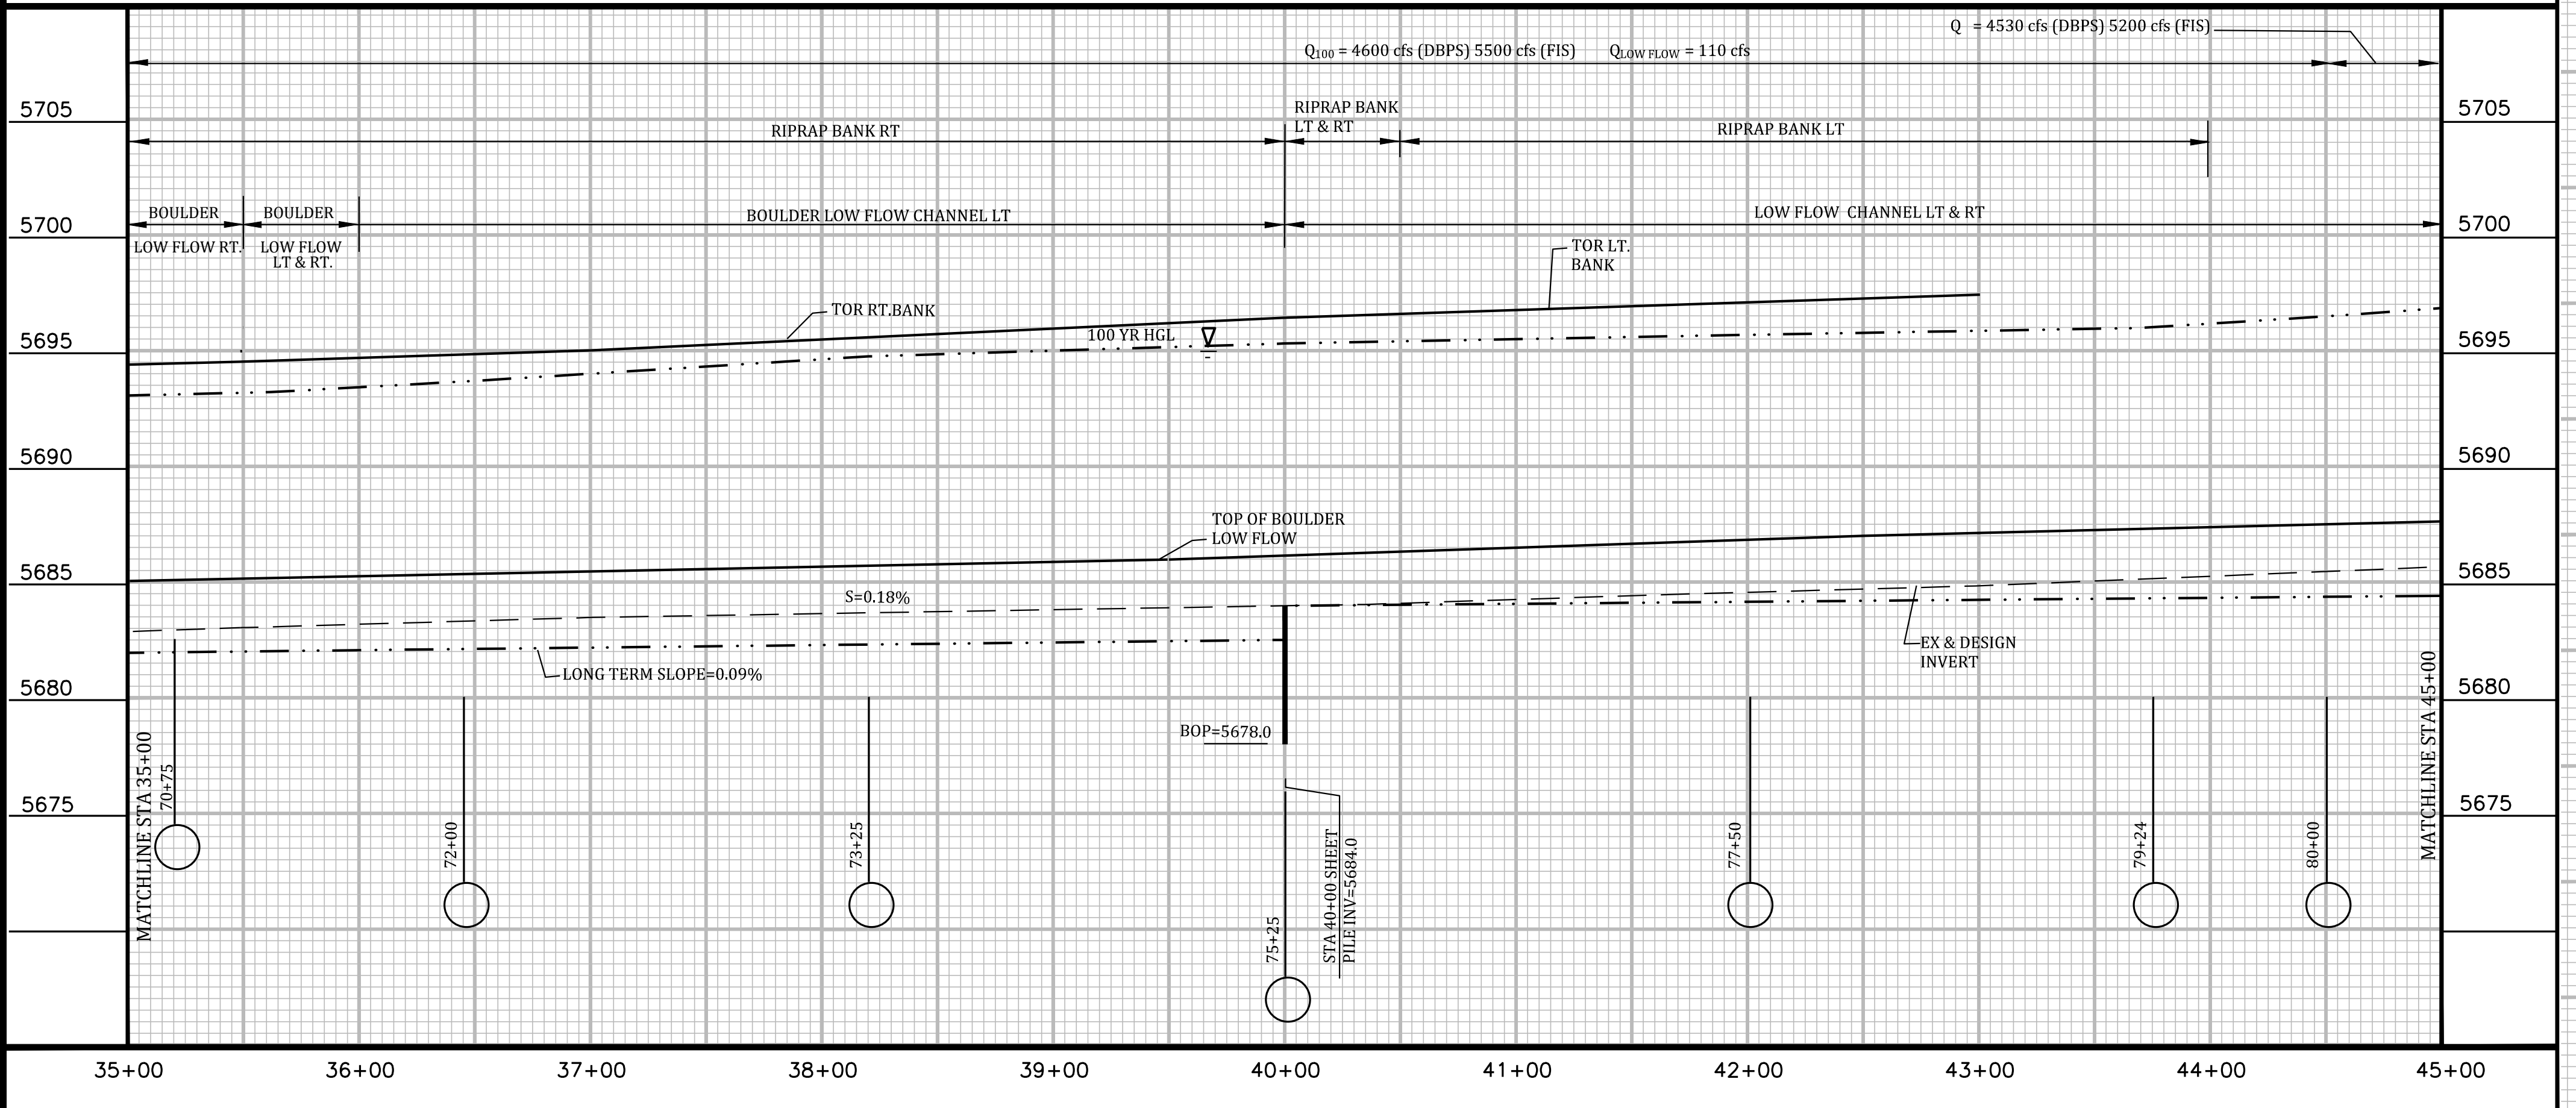 Q = 4530 cfs (DBPS) 5200 cfs (FIS)
Q100 = 4600 cfs (DBPS) 5500 cfs (FIS) QLOW FLOW = 110 cfs
5705
RIPRAP BANK RT
RIPRAP BANK
LT & RT
RIPRAP BANK LT
5705
5700
BOULDER
LOW FLOW RT.
BOULDER
LOW FLOW
LT & RT.
BOULDER LOW FLOW CHANNEL LT
LOW FLOW CHANNEL LT & RT
5700
TOR LT.
BANK
TOR RT.BANK
100 YR HGL
5695
5695
5690
5690
TOP OF BOULDER
LOW FLOW
5685
5685
S=0.18%
EX & DESIGN
INVERT
LONG TERM SLOPE=0.09%
5680
5680
BOP=5678.0
5675
5675
MATCHLINE STA 35+00
70+75
72+00
73+25
75+25
STA 40+00 SHEET
PILE INV=5684.0
77+50
79+24
80+00
MATCHLINE STA 45+00
35+00
36+00
37+00
38+00
39+00
40+00
41+00
42+00
43+00
44+00
45+00